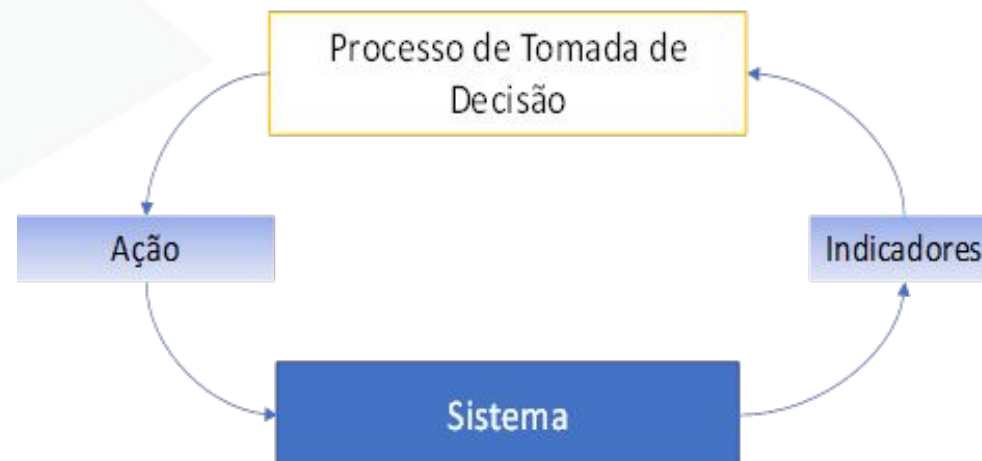 Processo de Tomada de
Decisão
Ação
Indicadores
Sistema